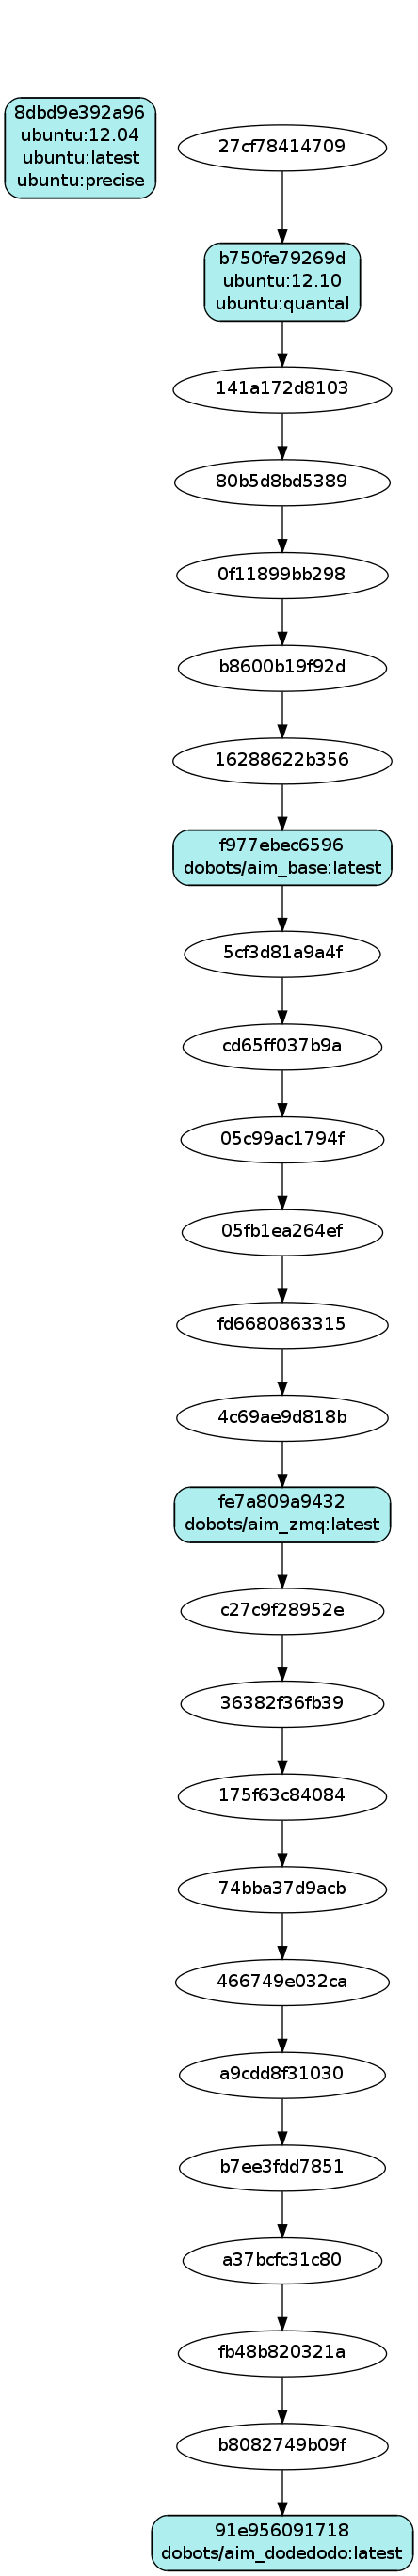 8dbd9e392a96
ubuntu:12.04
ubuntu:latest
ubuntu:precise
27cf78414709
b750fe79269d
ubuntu:12.10
ubuntu:quantal
141a172d8103
80b5d8bd5389
0f11899bb298
b8600b19f92d
16288622b356
f977ebec6596
dobots/aim_base:latest
5cf3d81a9a4f
cd65ff037b9a
05c99ac1794f
05fb1ea264ef
fd6680863315
4c69ae9d818b
fe7a809a9432
dobots/aim_zmq:latest
c27c9f28952e
36382f36fb39
175f63c84084
74bba37d9acb
466749e032ca
a9cdd8f31030
b7ee3fdd7851
a37bcfc31c80
fb48b820321a
b8082749b09f
91e956091718
dobots/aim_dodedodo:latest